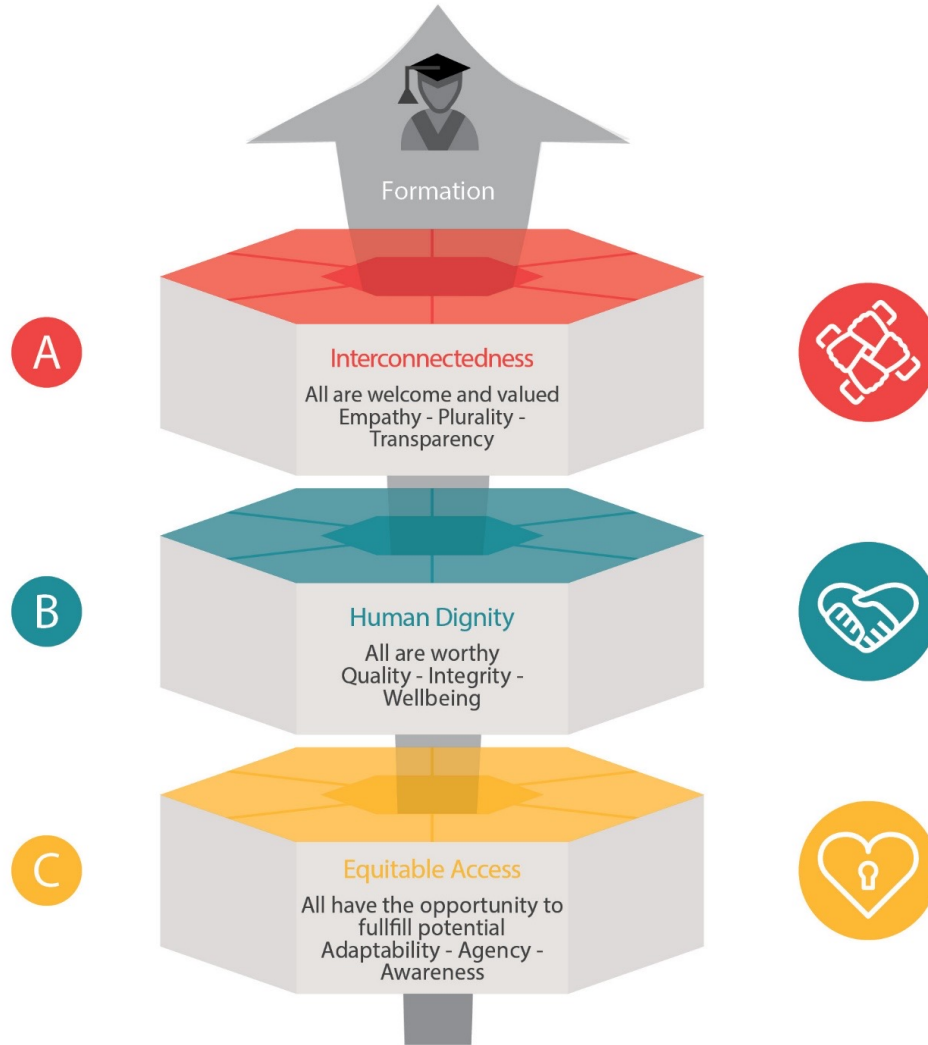 Formation
A
Interconnectedness
All are welcome and valued
Empathy - Plurality -
Transparency
B
Human Dignity
All are worthy
Quality - Integrity -
Wellbeing
C
Equitable Access
All have the opportunity to
fullfill potential
Adaptability - Agency -
Awareness